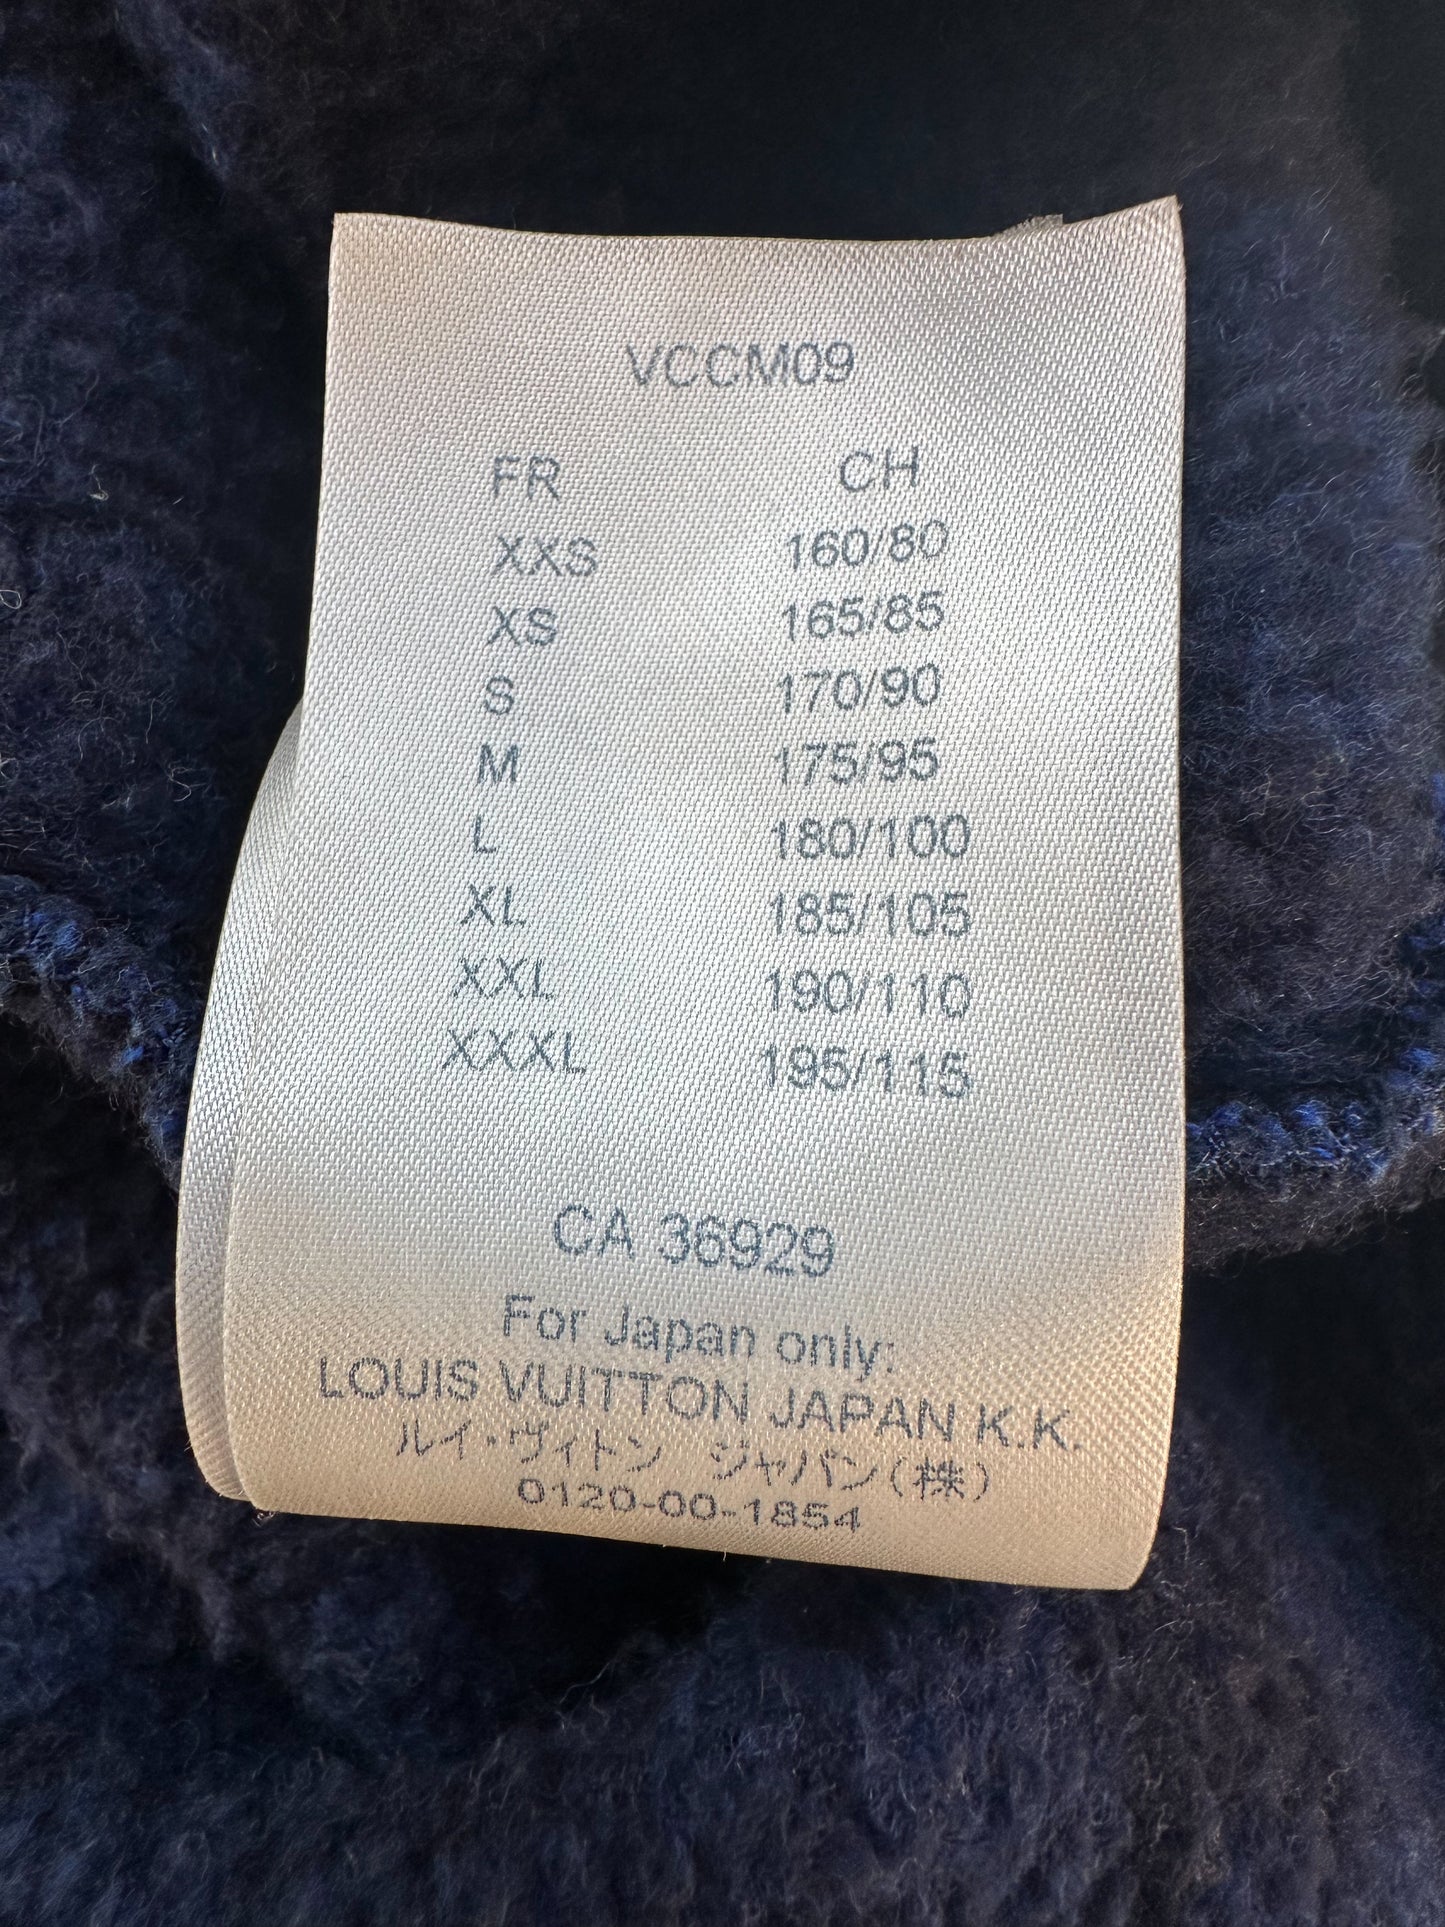 VCCM09
FR CH
XXS 160/80
XS 165/85
S 170/90
M 175/95
L 180/100
XL 185/105
XXL 190/110
XXXL 195/115
CA 36929
For Japan only:
LOUIS VUITTON JAPAN K.K.
ルイ・ヴィトン ジャパン(株)
0120-00-1854